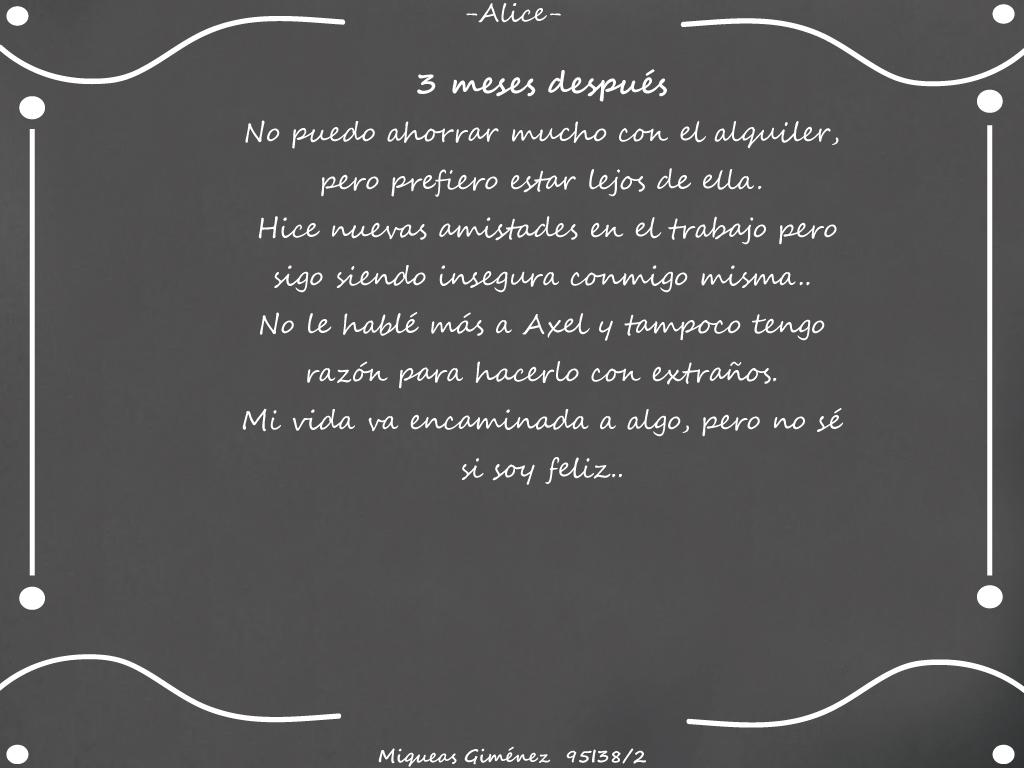 -Alice-
3 meses después
No puedo ahorrar mucho con el alquiler,
pero prefiero estar lejos de ella.
Hice nuevas amistades en el trabajo pero
sigo siendo insegura conmigo misma..
No le hablé más a Axel y tampoco tengo
razón para hacerlo con extraños.
Mi vida va encaminada a algo, pero no sé
si soy feliz..
Miqueas Giménez 95138/2